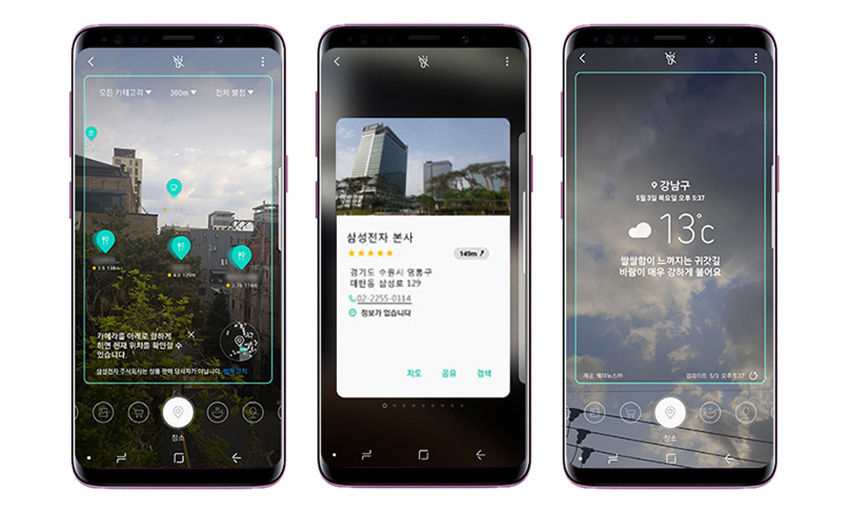 모든 카테고리 ▼ 300m ▼ 전체 별점 ▼
★ 3.5 138m
★ 4.0 129m
★ 3.76 116m
카메라를 아래로 향하게
하면 현재 위치를 확인할 수
있습니다.
삼성전자 주식회사는 상품 판매 당사자가 아닙니다.
장소
삼성전자 본사
★★★★★
149m
경기도 수원시 영통구
매탄동 삼성로 129
02-2255-0114
정보가 없습니다
지도 공유 검색
강남구
5월 3일 목요일 오후 5:37
13°c
쌀쌀함이 느껴지는 귀갓길
바람이 매우 강하게 불어요
제공 웨더뉴스㈜ 업데이트 5/3 오후 5:37
장소